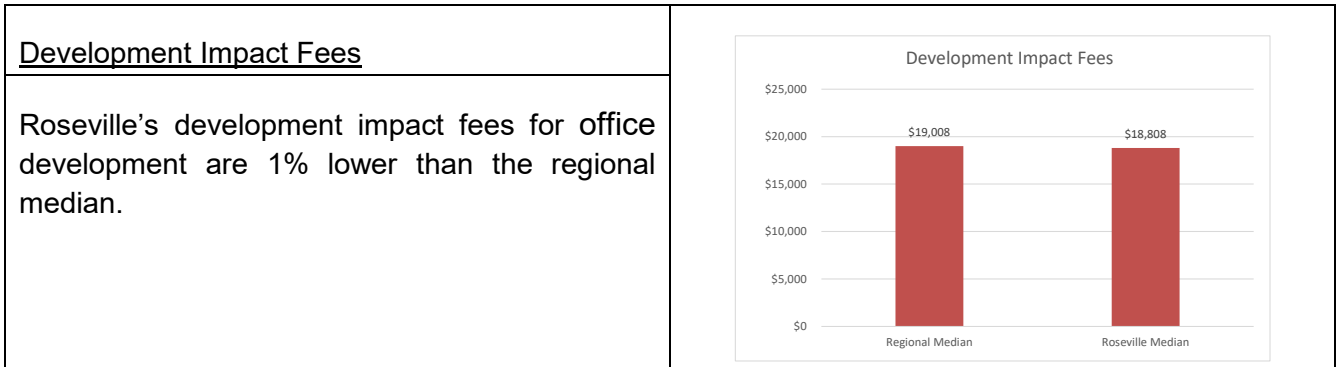 Development Impact Fees
Roseville’s development impact fees for office
development are 1% lower than the regional
median.
Development Impact Fees
$25,000
$20,000
$15,000
$10,000
$5,000
$0
$19,008
$18,808
Regional Median
Roseville Median